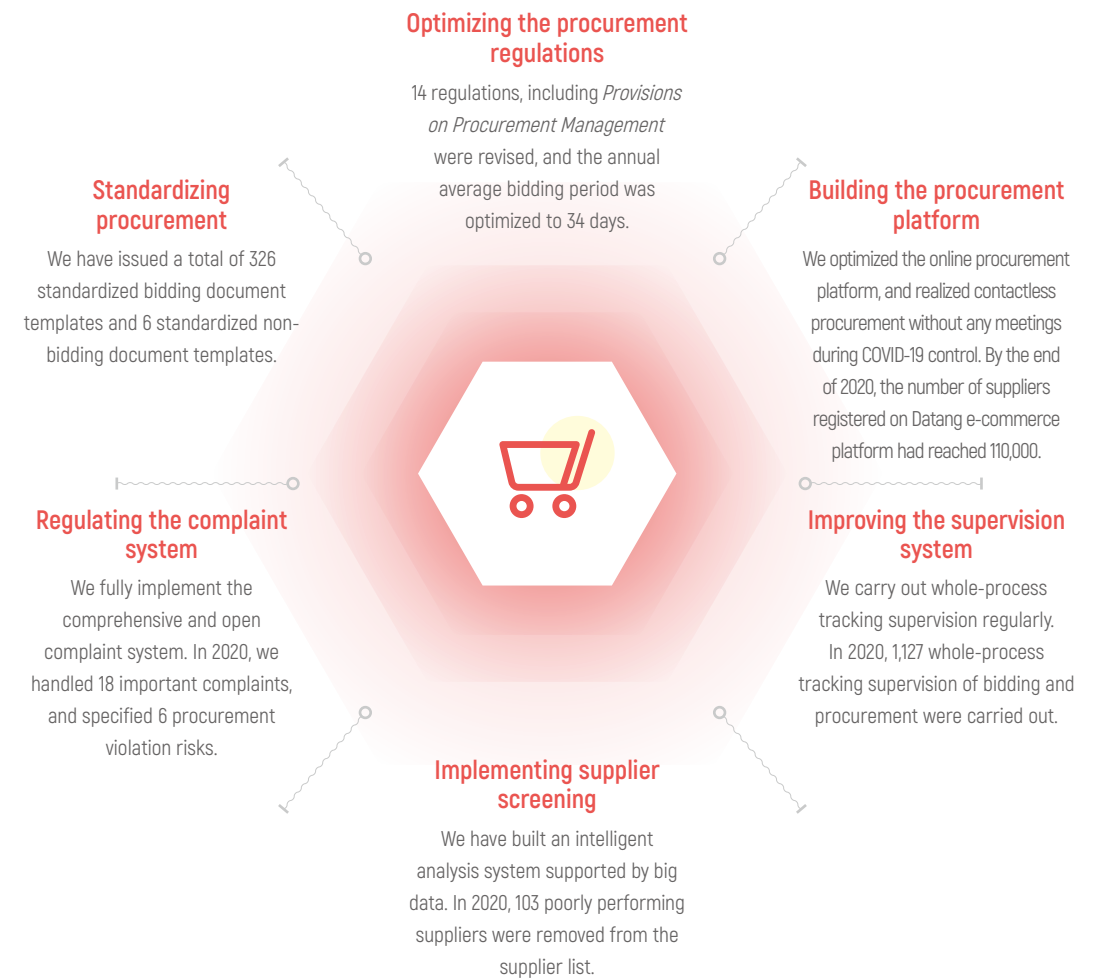 Optimizing the procurement
regulations
14 regulations, including Provisions
on Procurement Management
were revised, and the annual
average bidding period was
optimized to 34 days.
Standardizing
procurement
We have issued a total of 326
standardized bidding document
templates and 6 standardized non-
bidding document templates.
Building the procurement
platform
We optimized the online procurement
platform, and realized contactless
procurement without any meetings
during COVID-19 control. By the end
of 2020, the number of suppliers
registered on Datang e-commerce
platform had reached 110,000.
Regulating the complaint
system
We fully implement the
comprehensive and open
complaint system. In 2020, we
handled 18 important complaints,
and specified 6 procurement
violation risks.
Improving the supervision
system
We carry out whole-process
tracking supervision regularly.
In 2020, 1,127 whole-process
tracking supervision of bidding and
procurement were carried out.
Implementing supplier
screening
We have built an intelligent
analysis system supported by big
data. In 2020, 103 poorly performing
suppliers were removed from the
supplier list.